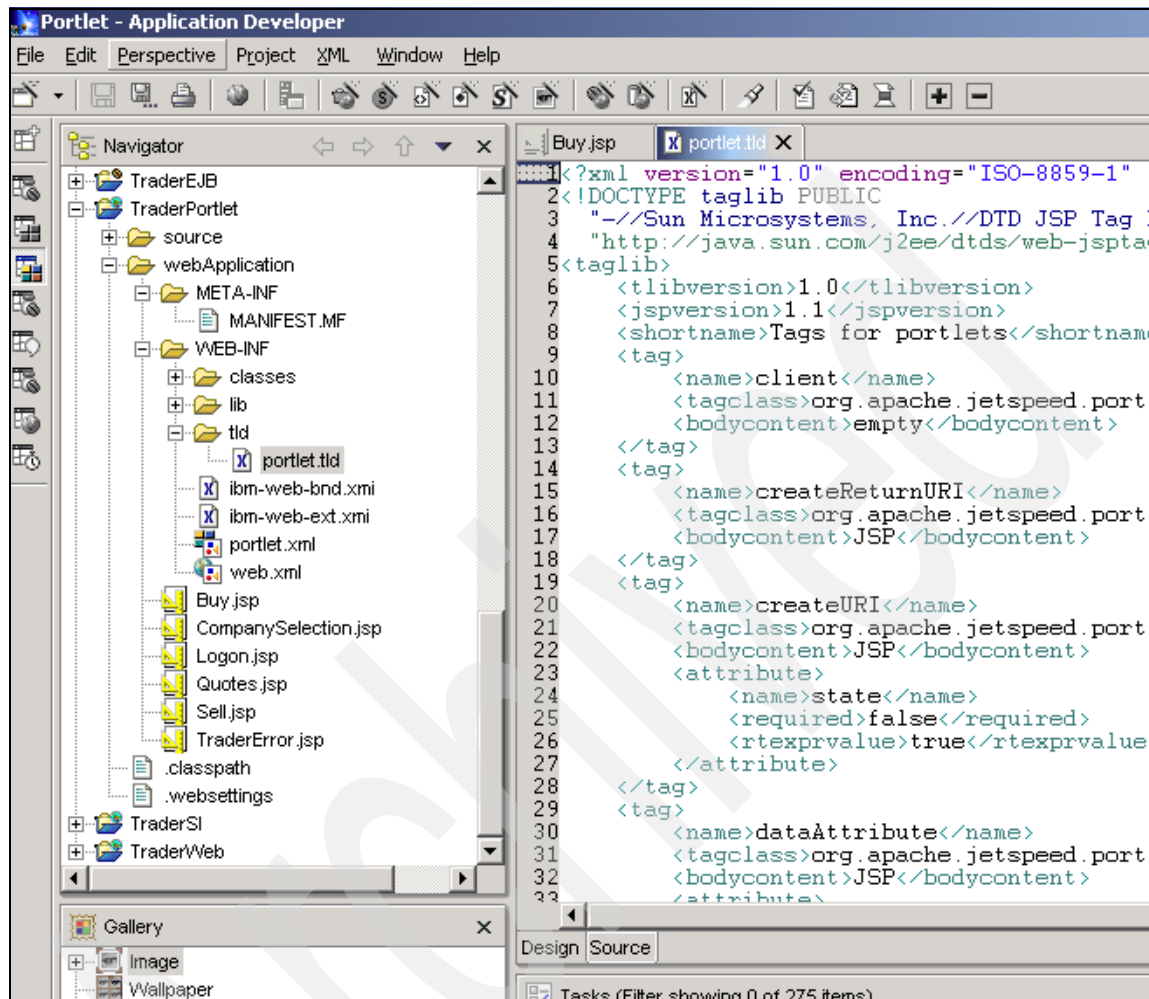 Portlet - Application Developer
File Edit Perspective Project XML Window Help
Navigator
TraderEJB
TraderPortlet
source
webApplication
META-INF
MANIFEST.MF
WEB-INF
classes
lib
tld
portlet.tld
ibm-web-bnd.xmi
ibm-web-ext.xmi
portlet.xml
web.xml
Buy.jsp
CompanySelection.jsp
Logon.jsp
Quotes.jsp
Sell.jsp
TraderError.jsp
.classpath
.websettings
TraderSI
TraderWeb
Gallery
Image
Wallpaper
Buy.jsp portlet.tld
1<?xml version="1.0" encoding="ISO-8859-1"
2<!DOCTYPE taglib PUBLIC
3 "-//Sun Microsystems, Inc.//DTD JSP Tag
4 "http://java.sun.com/j2ee/dtds/web-jspta
5<taglib>
6 <tlibversion>1.0</tlibversion>
7 <jspversion>1.1</jspversion>
8 <shortname>Tags for portlets</shortnam
9 <tag>
10 <name>client</name>
11 <tagclass>org.apache.jetspeed.port
12 <bodycontent>empty</bodycontent>
13 </tag>
14 <tag>
15 <name>createReturnURI</name>
16 <tagclass>org.apache.jetspeed.port
17 <bodycontent>JSP</bodycontent>
18 </tag>
19 <tag>
20 <name>createURI</name>
21 <tagclass>org.apache.jetspeed.port
22 <bodycontent>JSP</bodycontent>
23 <attribute>
24 <name>state</name>
25 <required>false</required>
26 <rtexprvalue>true</rtexprvalue
27 </attribute>
28 </tag>
29 <tag>
30 <name>dataAttribute</name>
31 <tagclass>org.apache.jetspeed.port
32 <bodycontent>JSP</bodycontent>
33 <attribute>
Design Source
Tasks (Filter showing 0 of 275 items)